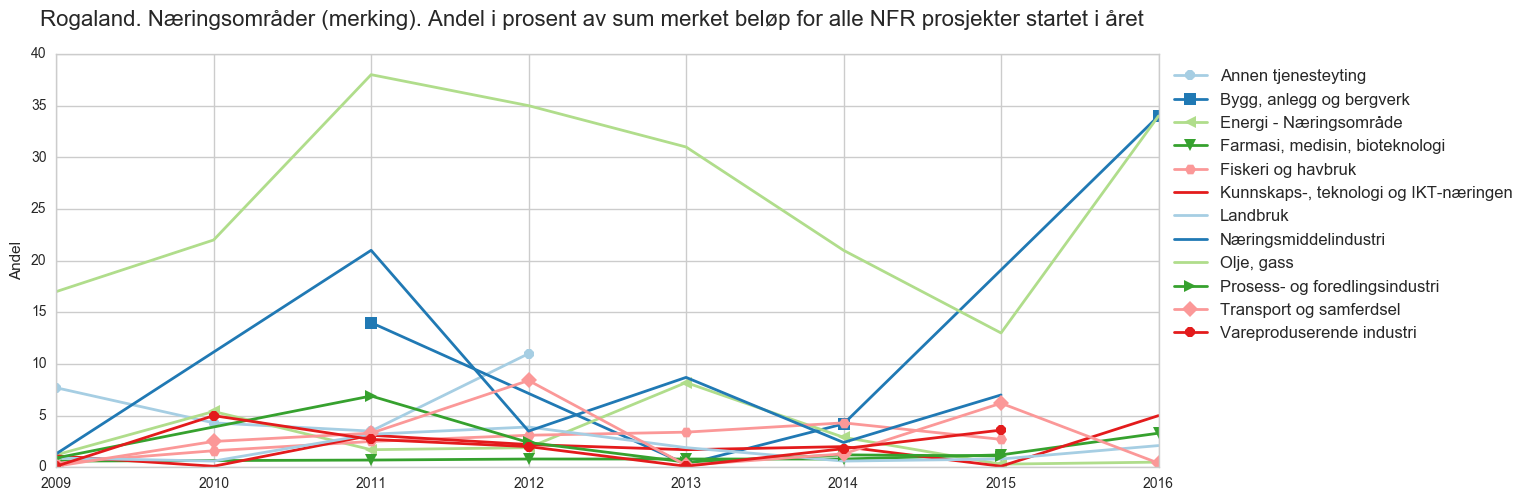 Rogaland. Næringsområder (merking). Andel i prosent av sum merket beløp for alle NFR prosjekter startet i året
40
35
30
25
20
15
10
5
0
Andel
2009 2010 2011 2012 2013 2014 2015 2016
Annen tjenesteyting
Bygg, anlegg og bergverk
Energi - Næringsområde
Farmasi, medisin, bioteknologi
Fiskeri og havbruk
Kunnskaps-, teknologi og IKT-næringen
Landbruk
Næringsmiddelindustri
Olje, gass
Prosess- og foredlingsindustri
Transport og samferdsel
Vareproduserende industri